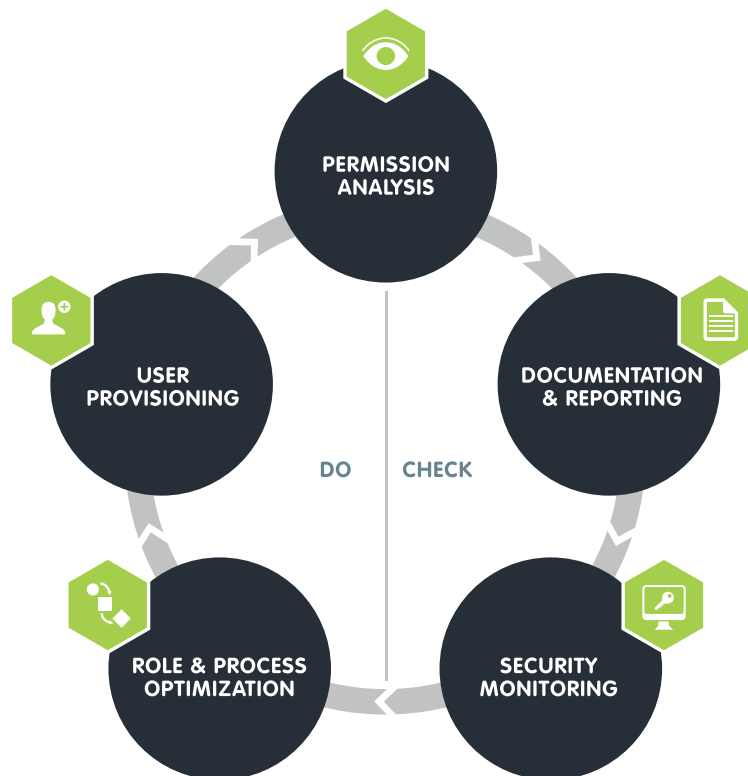 PERMISSION
ANALYSIS
DOCUMENTATION
& REPORTING
SECURITY
MONITORING
ROLE & PROCESS
OPTIMIZATION
USER
PROVISIONING
DO
CHECK